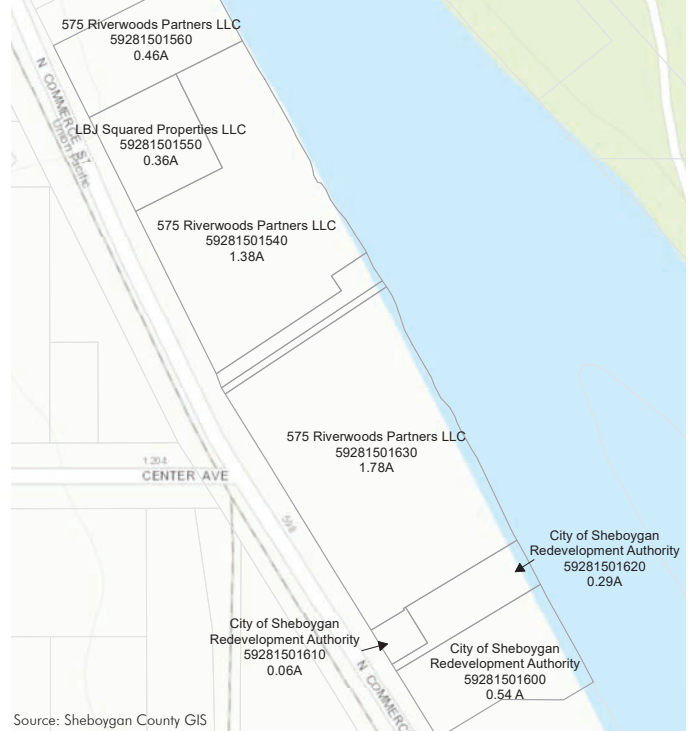 575 Riverwoods Partners LLC
59281501560
0.46A
N COMMERCE ST
Union Pacific
LBJ Squared Properties LLC
59281501550
0.36A
575 Riverwoods Partners LLC
59281501540
1.38A
575 Riverwoods Partners LLC
59281501630
1.78A
1 204
CENTER AVE
598
City of Sheboygan
Redevelopment Authority
59281501620
0.29A
City of Sheboygan
Redevelopment Authority
59281501610
0.06A
City of Sheboygan
Redevelopment Authority
59281501600
0.54 A
N COMMERC
Source: Sheboygan County GIS